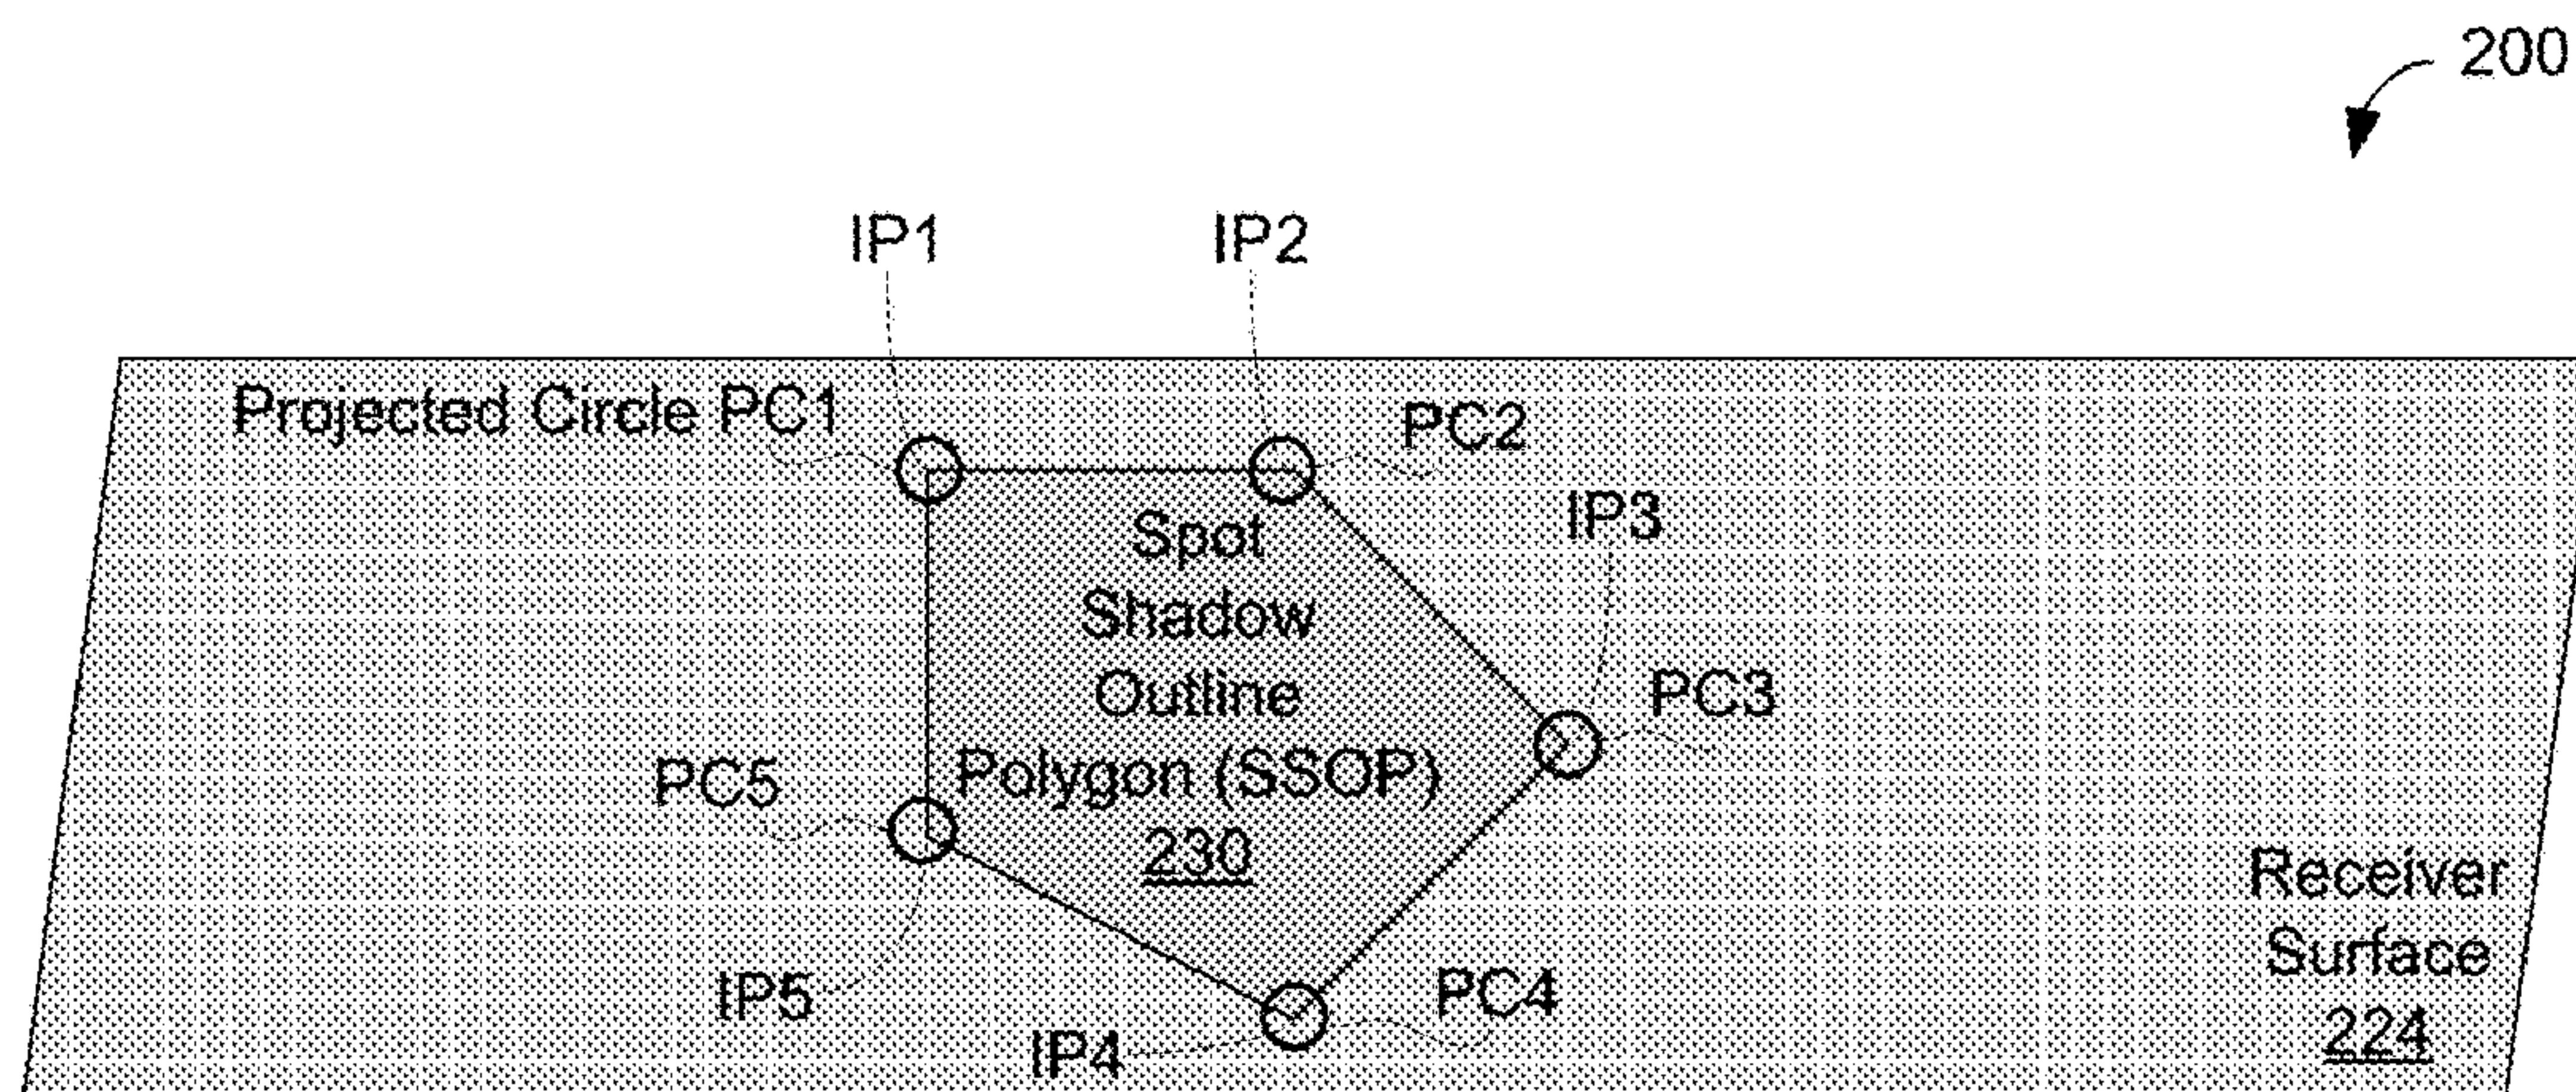 200
IP1
IP2
Projected Circle PC1
PC2
IP3
Spot
Shadow
Outline
Polygon (SSOP)
230
PC3
PC5
Receiver
Surface
224
IP5
PC4
IP4